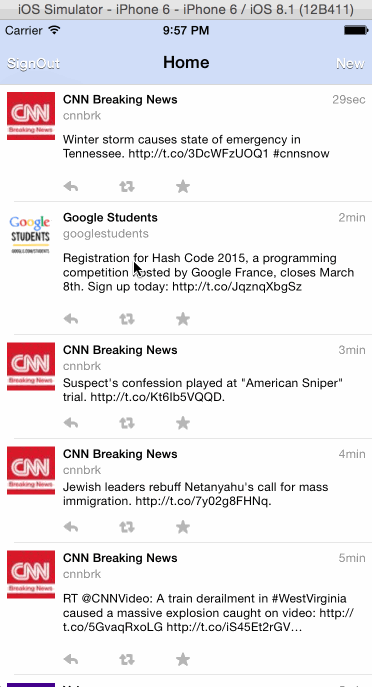 iOS Simulator - iPhone 6 - iPhone 6 / iOS 8.1 (12B411)
Carrier 9:57 PM
SignOut Home New
CNN Breaking News 29sec
cnnbrk
Winter storm causes state of emergency in
Tennessee. http://t.co/3DcWFzUOQ1 #cnnsnow
CNN
Breaking News
Google Students 2min
googlestudents
Registration for Hash Code 2015, a programming
competition hosted by Google France, closes March
8th. Sign up today: http://t.co/JqznqXbgSz
Google
STUDENTS
CNN Breaking News 3min
cnnbrk
Suspect's confession played at "American Sniper"
trial. http://t.co/Kt6Ib5VQQD.
CNN
Breaking News
CNN Breaking News 4min
cnnbrk
Jewish leaders rebuff Netanyahu's call for mass
immigration. http://t.co/7y02g8FHNq.
CNN
Breaking News
CNN Breaking News 5min
cnnbrk
RT @CNNVideo: A train derailment in #WestVirginia
caused a massive explosion caught on video: http://
t.co/5GvaqRxoLG http://t.co/iS45Et2rGV…
CNN
Breaking News